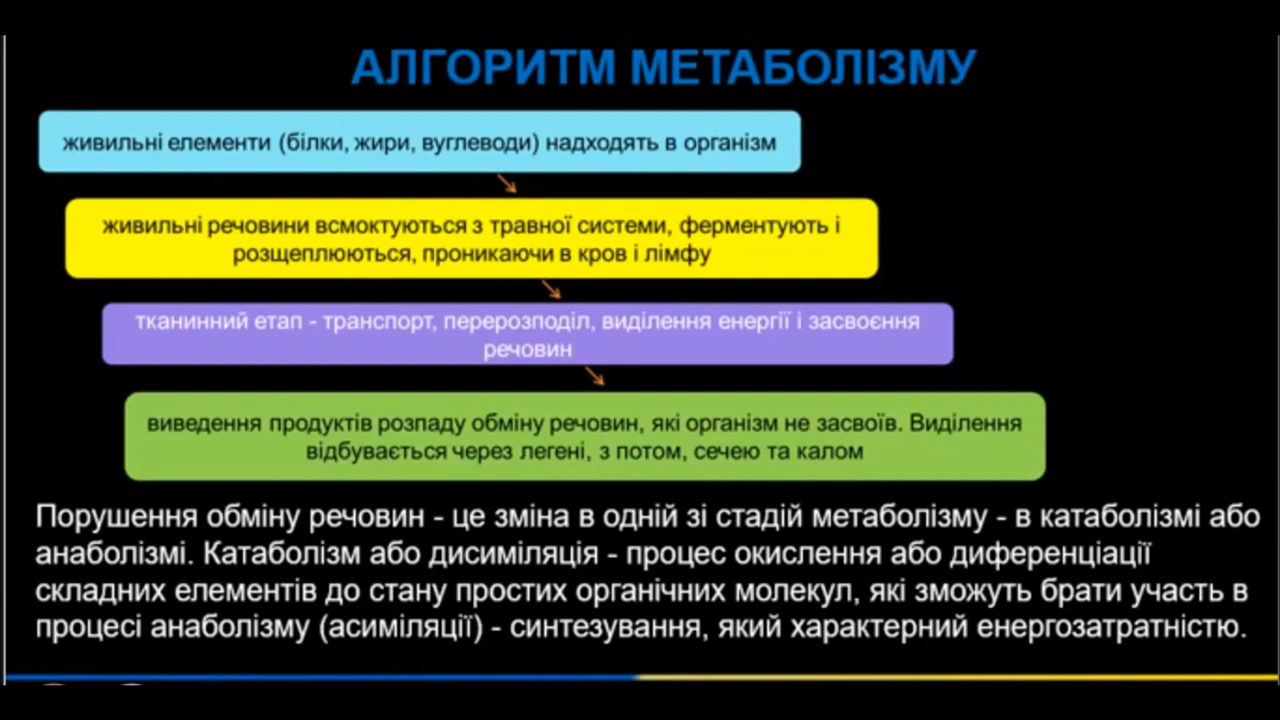 АЛГОРИТМ МЕТАБОЛІЗМУ
живильні елементи (білки, жири, вуглеводи) надходять в організм
живильні речовини всмоктуються з травної системи, ферментують і
розщеплюються, проникаючи в кров і лімфу
тканинний етап - транспорт, перерозподіл, виділення енергії і засвоєння
речовин
виведення продуктів розпаду обміну речовин, які організм не засвоїв. Виділення
відбувається через легені, з потом, сечею та калом
Порушення обміну речовин - це зміна в одній зі стадій метаболізму - в катаболізмі або
анаболізмі. Катаболізм або дисиміляція - процес окислення або диференціації
складних елементів до стану простих органічних молекул, які зможуть брати участь в
процесі анаболізму (асиміляції) - синтезування, який характерний енергозатратністю.